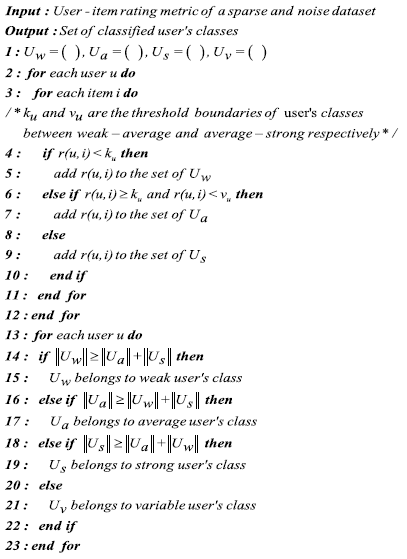 Input : User - item rating metric of a sparse and noise dataset
Output : Set of classified user's classes
1 : U_w = ( ), U_a = ( ), U_s = ( ), U_v = ( )
2 : for each user u do
3 : for each item i do
/ * k_u and v_u are the threshold boundaries of user's classes
between weak – average and average – strong respectively * /
4 : if r(u,i) < k_u then
5 : add r(u,i) to the set of U_w
6 : else if r(u,i) ≥ k_u and r(u,i) < v_u then
7 : add r(u,i) to the set of U_a
8 : else
9 : add r(u,i) to the set of U_s
10 : end if
11 : end for
12 : end for
13 : for each user u do
14 : if ‖U_w‖ ≥ ‖U_a‖ + ‖U_s‖ then
15 : U_w belongs to weak user's class
16 : else if ‖U_a‖ ≥ ‖U_w‖ + ‖U_s‖ then
17 : U_a belongs to average user's class
18 : else if ‖U_s‖ ≥ ‖U_a‖ + ‖U_w‖ then
19 : U_s belongs to strong user's class
20 : else
21 : U_v belongs to variable user's class
22 : end if
23 : end for